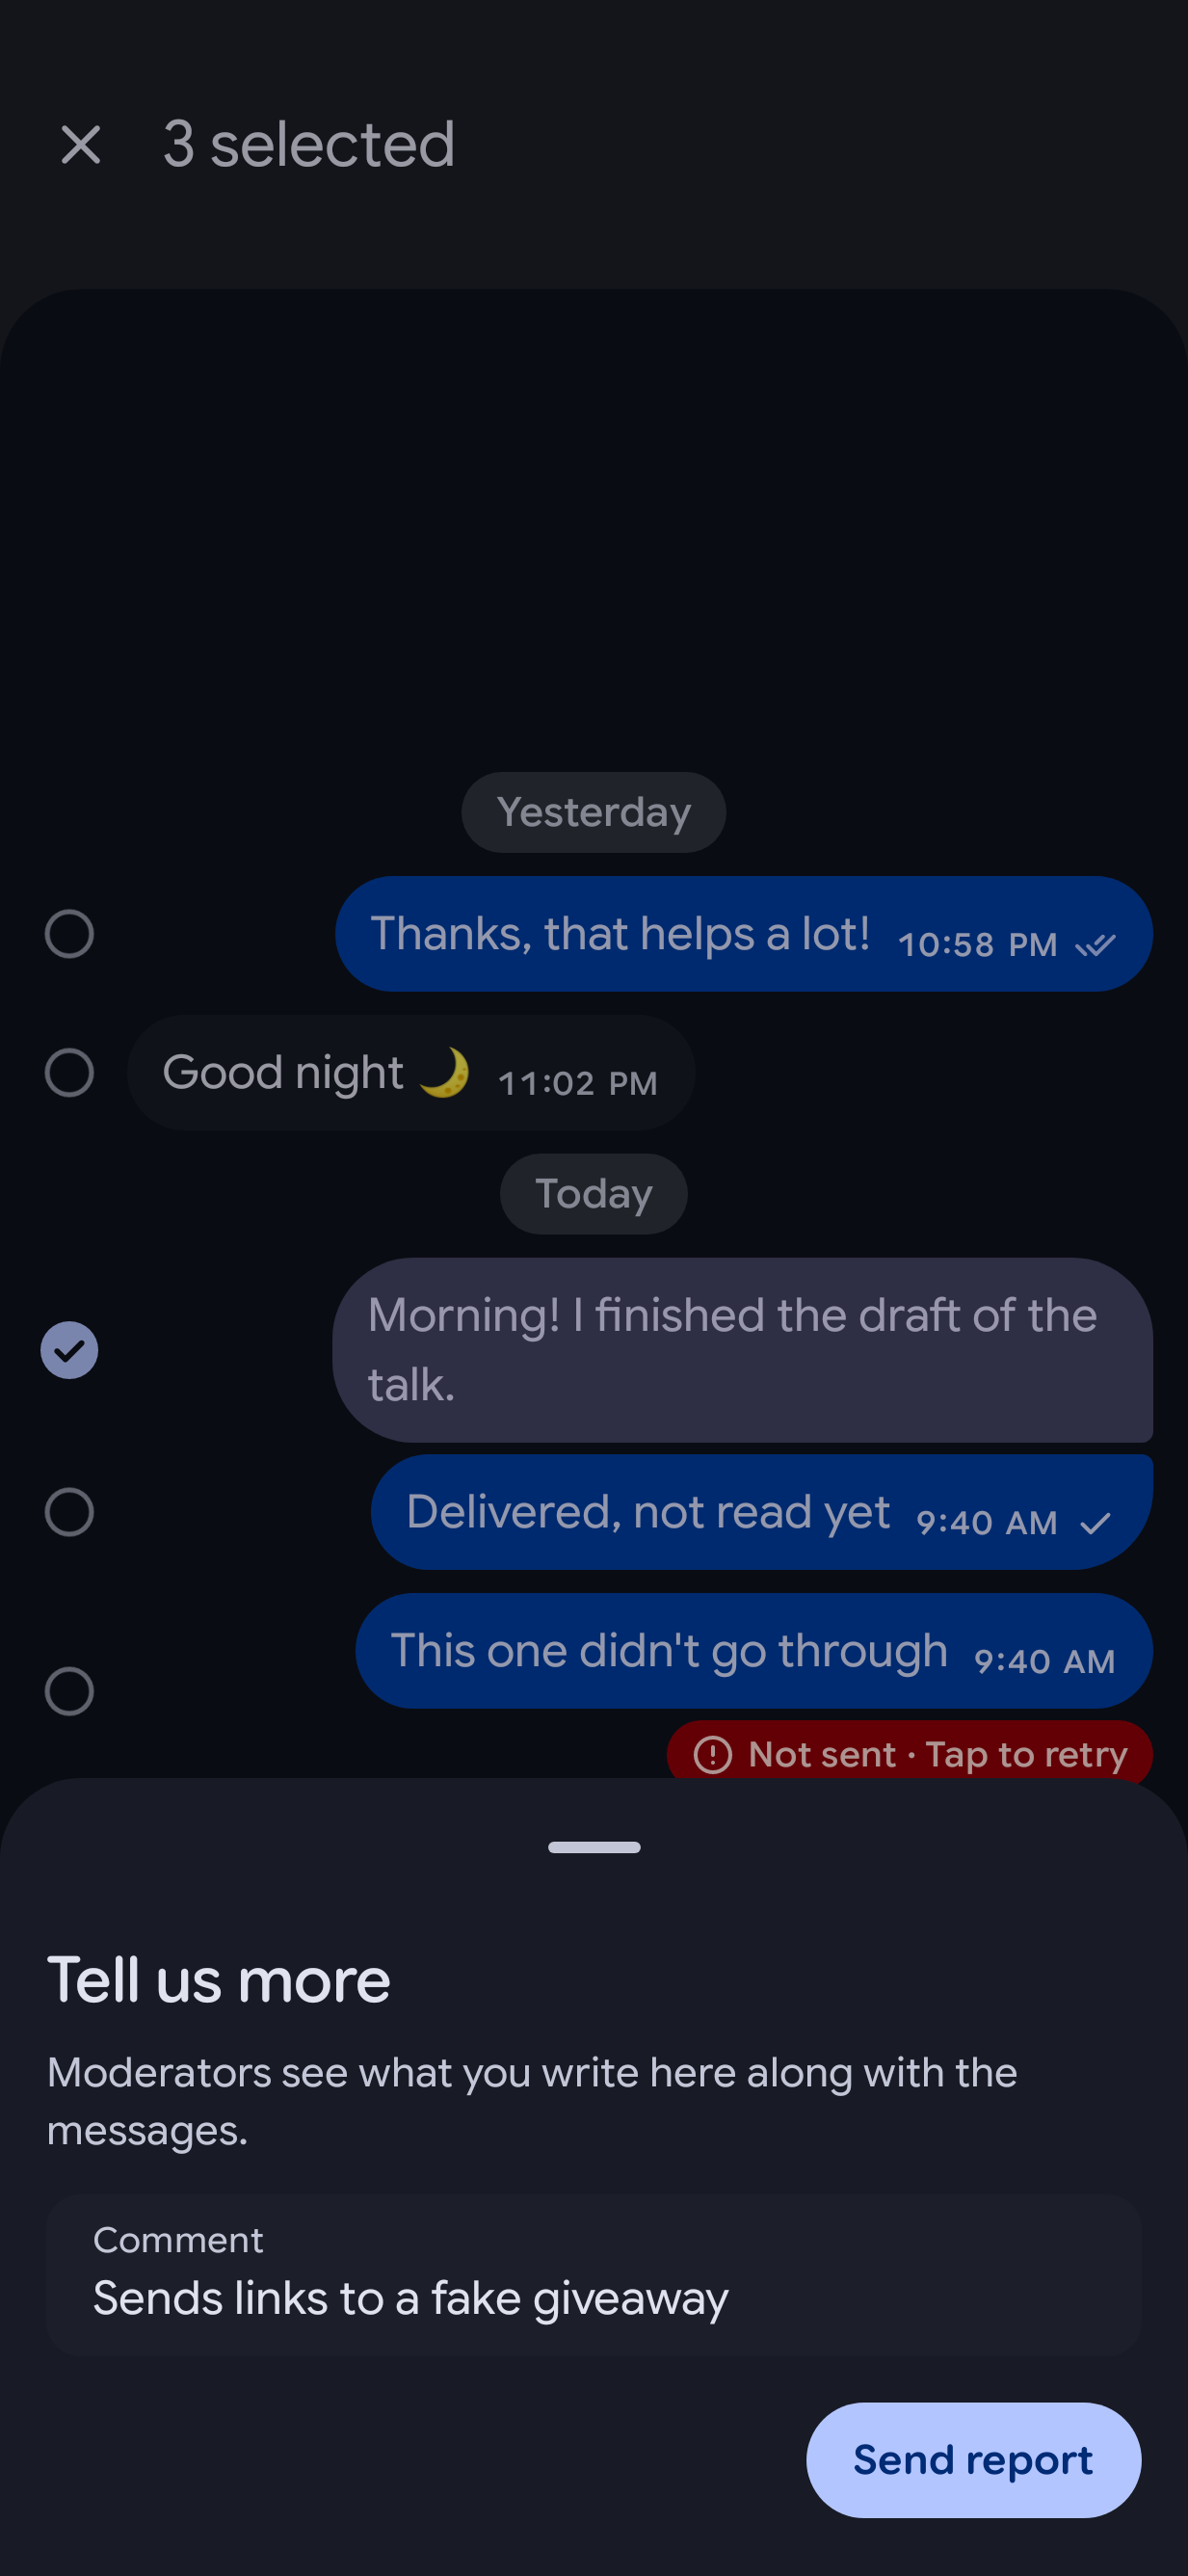 3 selected
Yesterday
Thanks, that helps a lot! 10:58 PM
Good night 🌙 11:02 PM
Today
Morning! I finished the draft of the
talk.
Delivered, not read yet 9:40 AM
This one didn't go through 9:40 AM
Not sent · Tap to retry
Tell us more
Moderators see what you write here along with the
messages.
Comment
Sends links to a fake giveaway
Send report